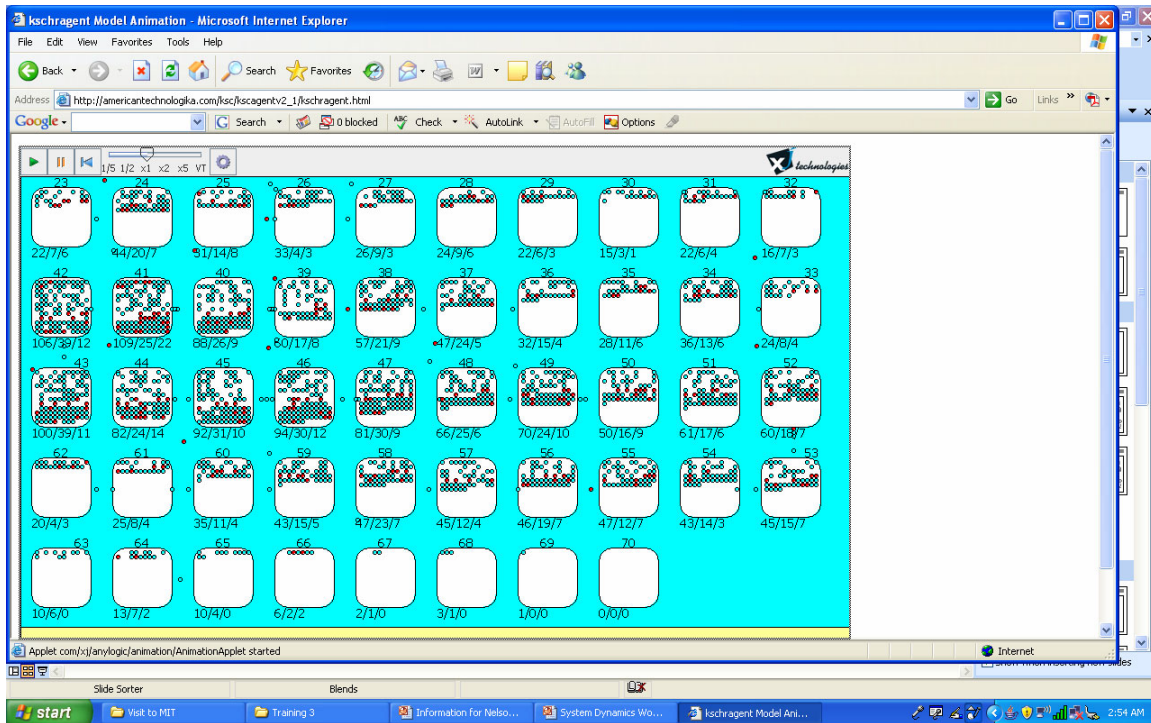 kschragent Model Animation - Microsoft Internet Explorer
File Edit View Favorites Tools Help
Back Search Favorites
Address http://americantechnologika.com/ksc/kscagentv2_1/kschragent.html Go Links »
Google Search 0 blocked ABC Check AutoLink AutoFill Options
1/5 1/2 x1 x2 x5 VT xj technologies
23 24 25 26 27 28 29 30 31 32
22/7/6 44/20/7 31/14/8 33/4/3 26/9/3 24/9/6 22/6/3 15/3/1 22/6/4 16/7/3
42 41 40 39 38 37 36 35 34 33
106/39/12 109/25/22 88/26/9 60/17/8 57/21/9 47/24/5 32/15/4 28/11/6 36/13/6 24/8/4
43 44 45 46 47 48 49 50 51 52
100/39/11 82/24/14 92/31/10 94/30/12 81/30/9 66/25/6 70/24/10 50/16/9 61/17/6 60/18/7
62 61 60 59 58 57 56 55 54 53
20/4/3 25/8/4 35/11/4 43/15/5 47/23/7 45/12/4 46/19/7 47/12/7 43/14/3 45/15/7
63 64 65 66 67 68 69 70
10/6/0 13/7/2 10/4/0 6/2/2 2/1/0 3/1/0 1/0/0 0/0/0
Applet com/xj/anylogic/animation/AnimationApplet started Internet
slides
Slide Sorter Blends
start Visit to MIT Training 3 Information for Nelso... System Dynamics Wo... kschragent Model Ani... 2:54 AM